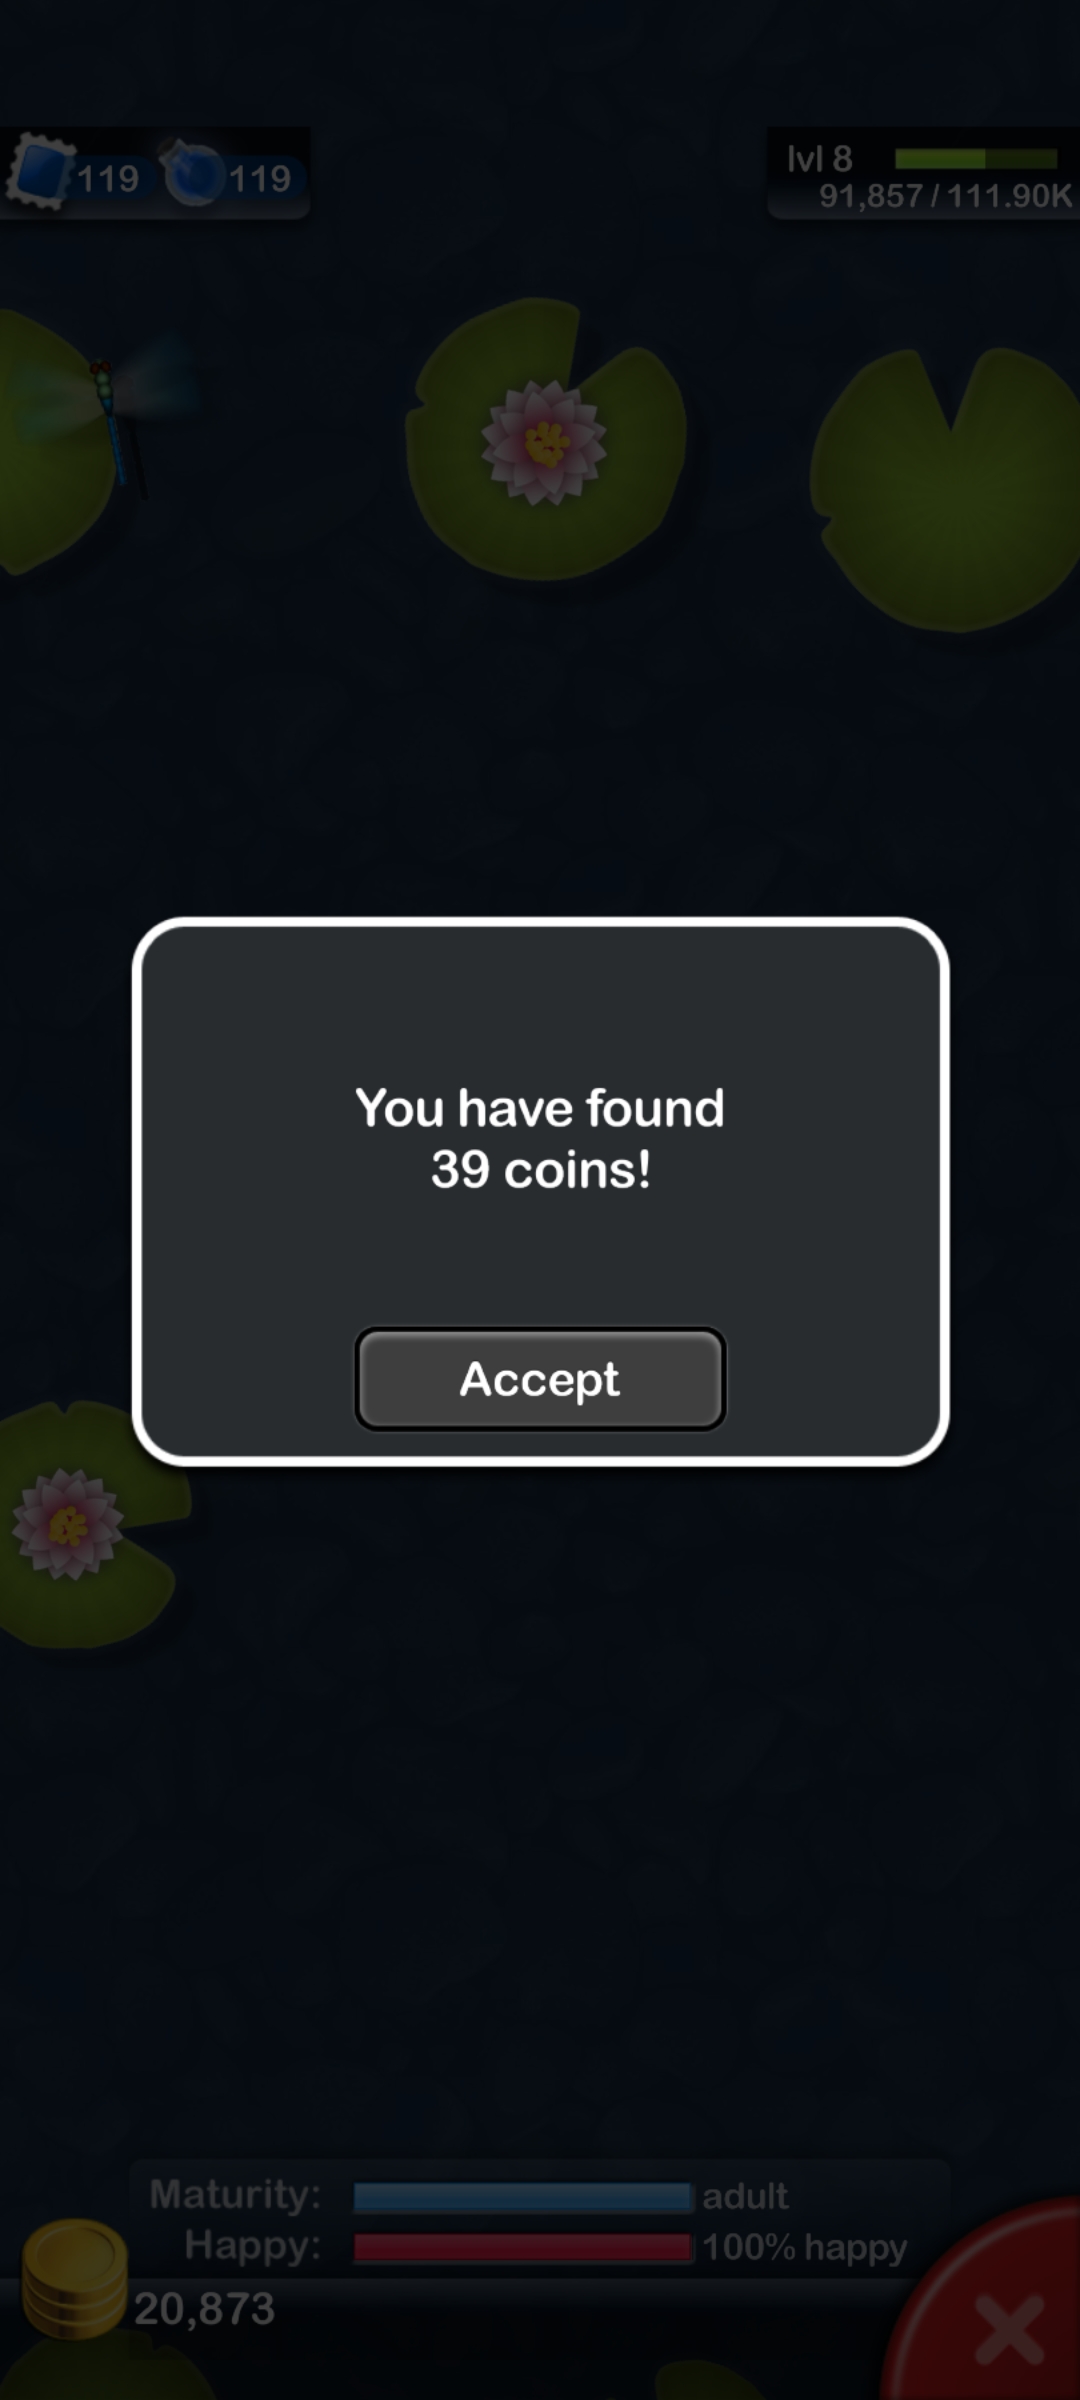 119 119
lvl 8
91,857 / 111.90K
You have found
39 coins!
Accept
Maturity: adult
Happy: 100% happy
20,873